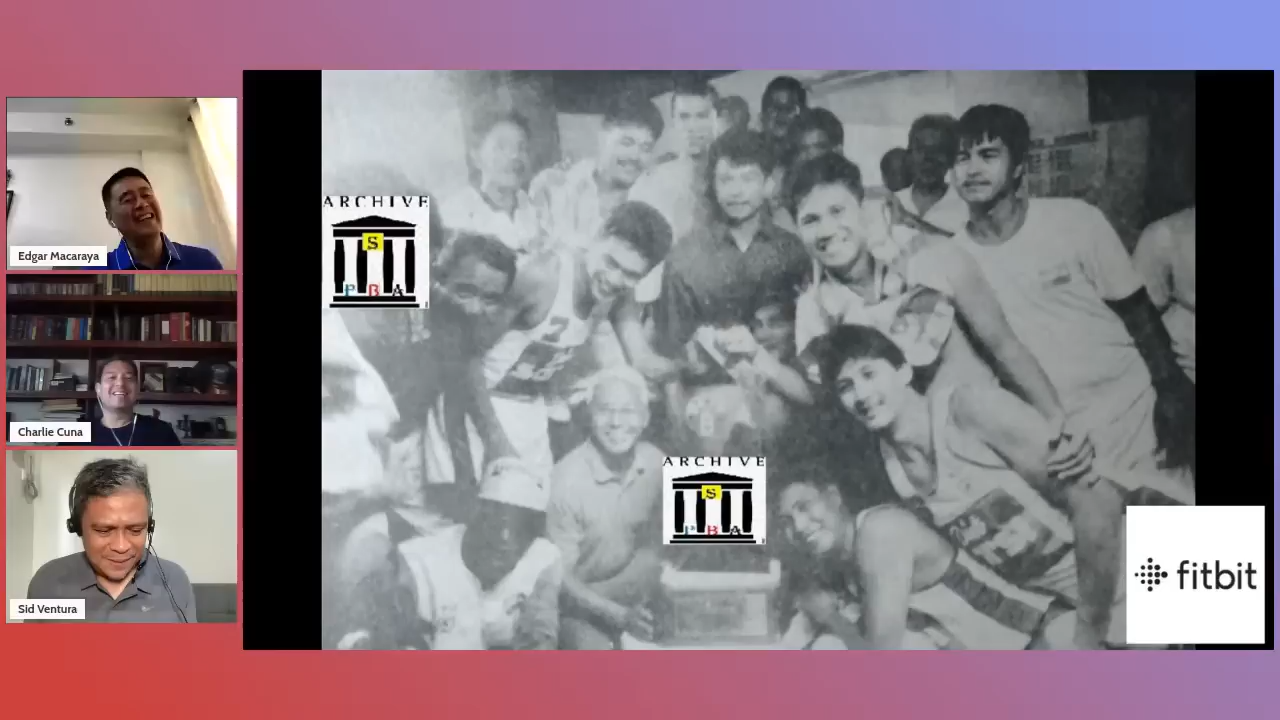 Edgar Macaraya
Charlie Cuna
Sid Ventura
ARCHIVE
S
PBA
ARCHIVE
S
PBA
fitbit